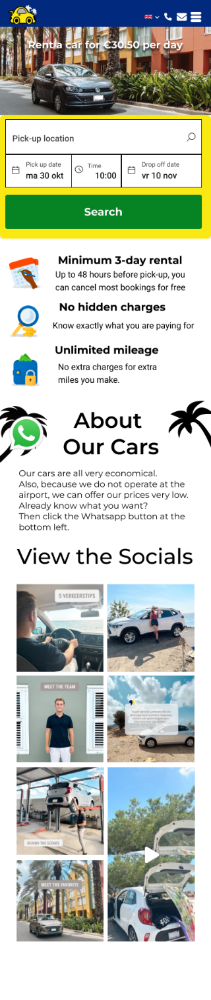 Rent a car for €30.50 per day
Pick-up location
Pick up date
ma 30 okt
Time
10:00
Drop off date
vr 10 nov
Search
Minimum 3-day rental
Up to 48 hours before pick-up, you
can cancel most bookings for free
No hidden charges
Know exactly what you are paying for
Unlimited mileage
No extra charges for extra
miles you make.
About
Our Cars
Our cars are all very economical.
Also, because we do not operate at the
airport, we can offer our prices very low.
Already know what you want?
Then click the Whatsapp button at the
bottom left.
View the Socials
5 VERKEERSTIPS
MEET THE TEAM
BEHIND THE SCENES
MEET THE FAVORITE